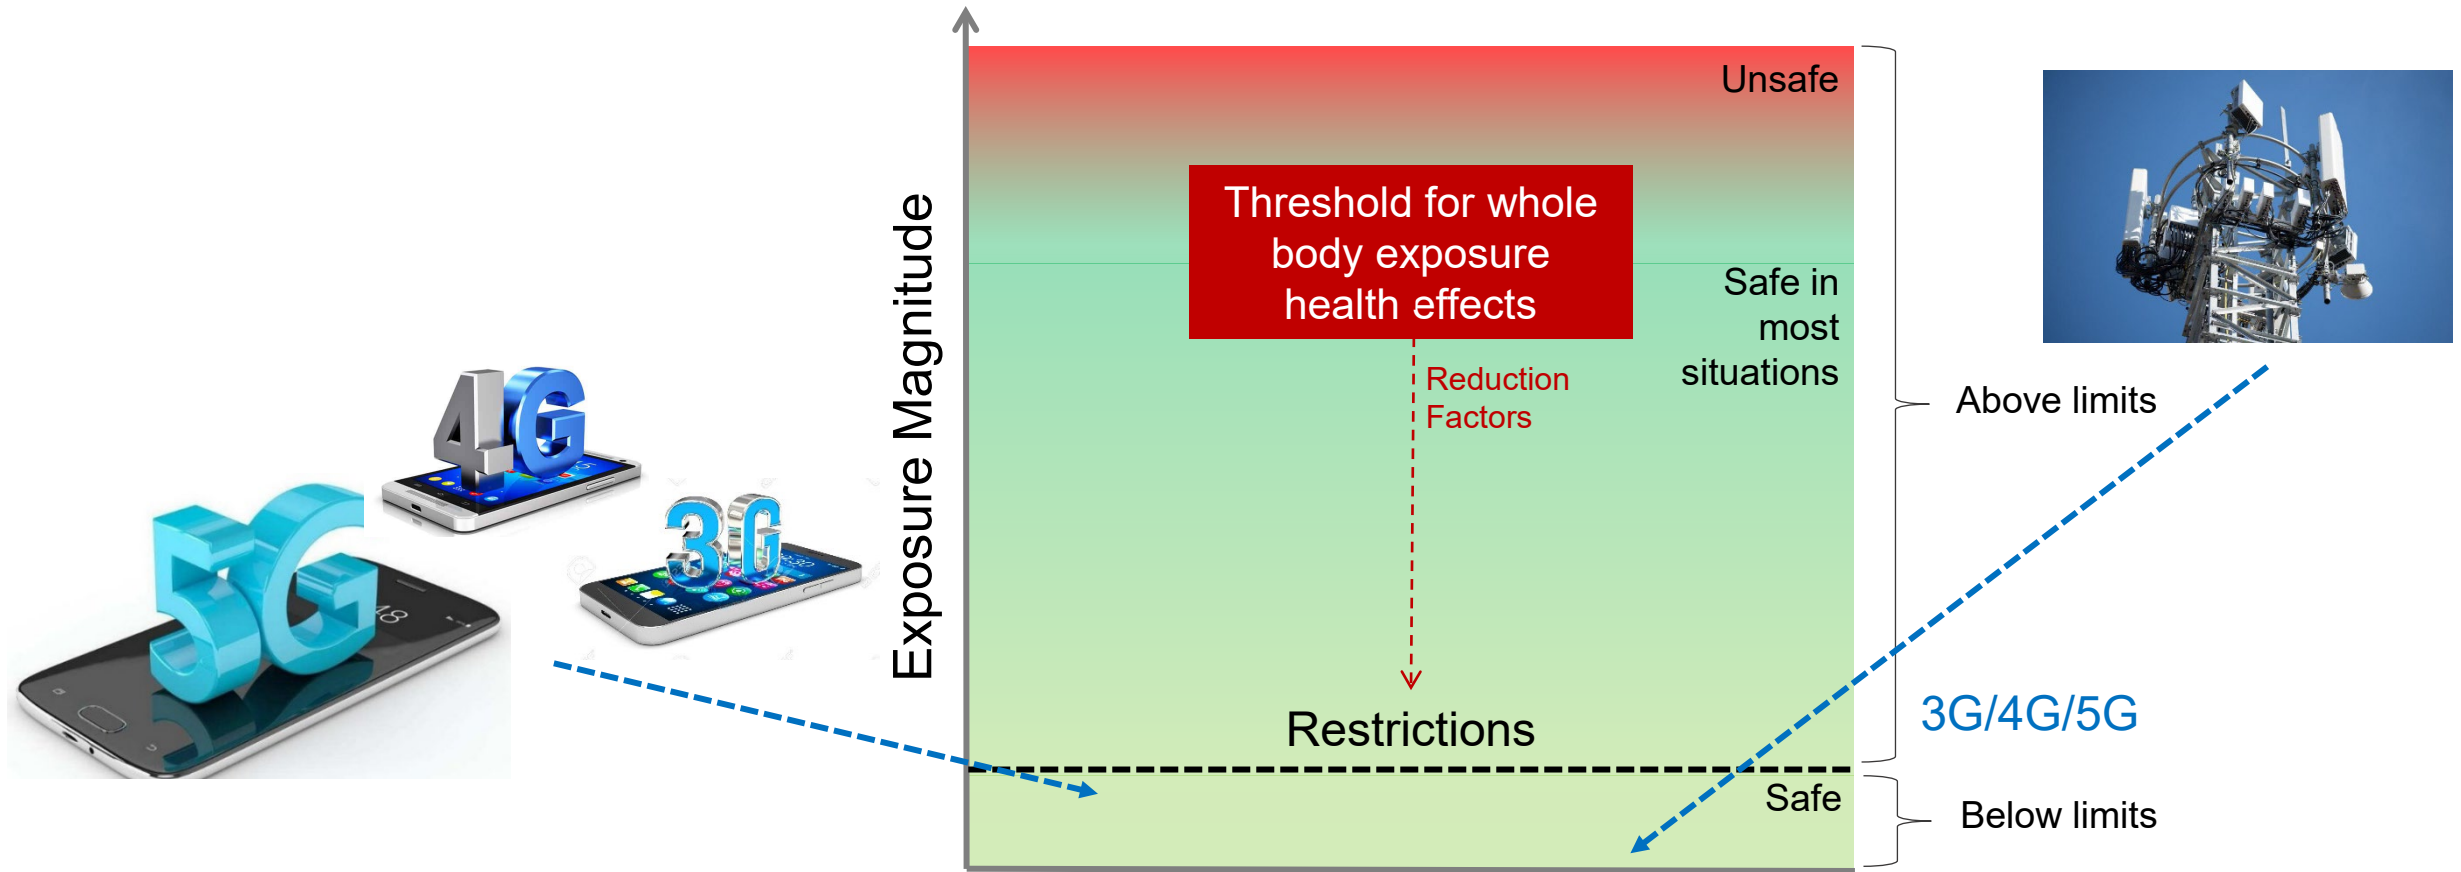 Unsafe
Threshold for whole
body exposure
health effects
Safe in
most
situations
Reduction
Factors
Exposure Magnitude
Above limits
4G
5G
3G
3G/4G/5G
Restrictions
Safe
Below limits